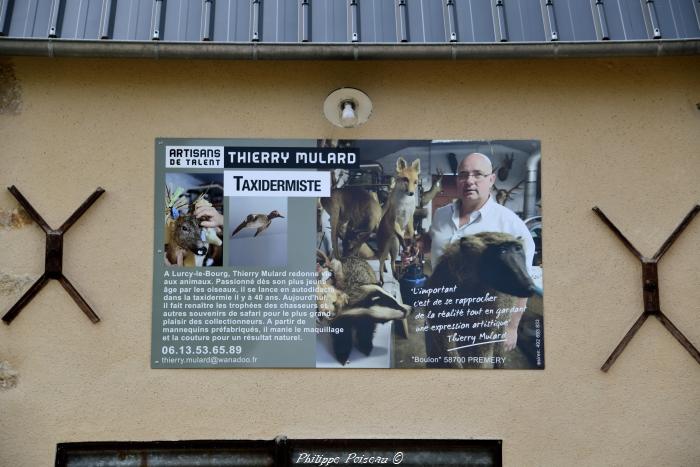 ARTISANS
DE TALENT
THIERRY MULARD
TAXIDERMISTE
A Lurcy-le-Bourg, Thierry Mulard redonne vie
aux animaux. Passionné dès son plus jeune
âge par les oiseaux, il se lance en autodidacte
dans la taxidermie il y à 40 ans. Aujourd'hui,
il fait renaître les trophées des chasseurs et
autres souvenirs de safari pour le plus grand
plaisir des collectionneurs. A partir de
mannequins préfabriqués, il manie le maquillage
et la couture pour un résultat naturel.
06.13.53.65.89
thierry.mulard@wanadoo.fr
"L'important
c'est de se rapprocher
de la réalité tout en gardant
une expression artistique"
Thierry Mulard
"Boulon" 58700 PREMERY
Philippe Peiseau ©